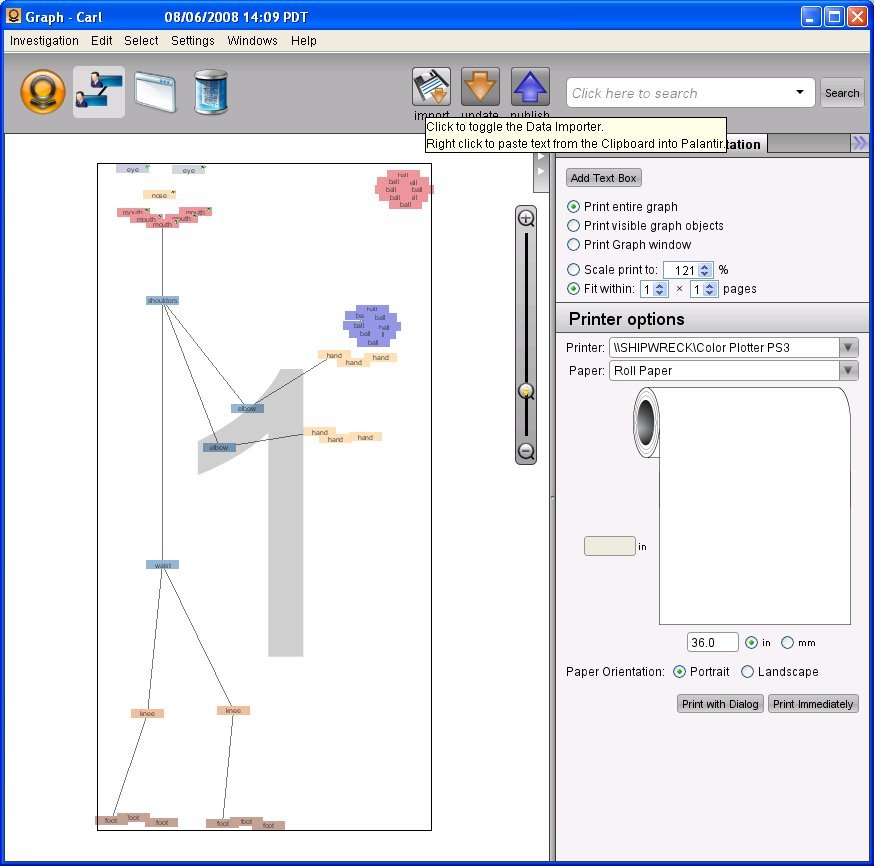 Graph - Carl 08/06/2008 14:09 PDT
Investigation Edit Select Settings Windows Help
Click here to search
Search
import update publish
Click to toggle the Data Importer.
Right click to paste text from the Clipboard into Palantir.
tation
Add Text Box
Print entire graph
Print visible graph objects
Print Graph window
Scale print to: 121 %
Fit within: 1 × 1 pages
Printer options
Printer: \\SHIPWRECK\Color Plotter PS3
Paper: Roll Paper
in
36.0 in mm
Paper Orientation: Portrait Landscape
Print with Dialog Print Immediately
eye eye
nose
mouth mouth
mouth mouth
mouth
ball
ball all
ball ball
ball ll
ball
shoulders
ball
ba ball
ball hall
ball ll
ball
hand hand
hand
elbow
hand hand
hand
elbow
1
waist
knee knee
foot foot foot
foot foot foot